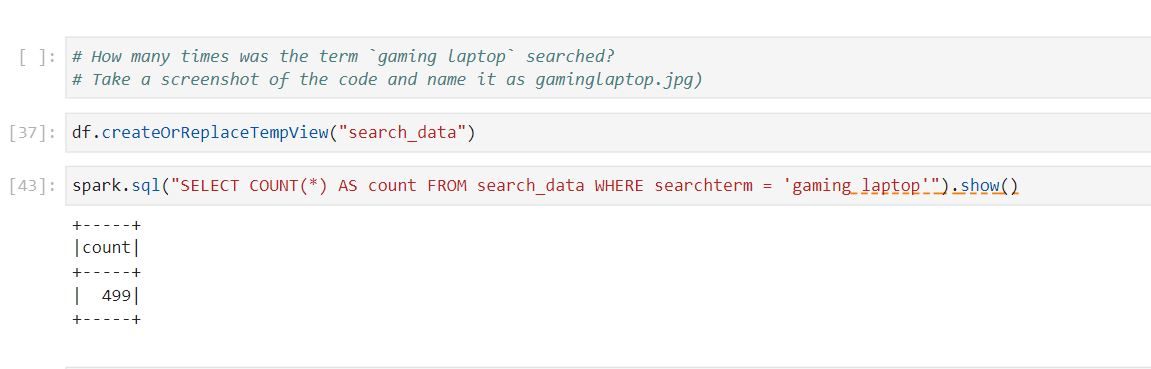 [ ]: # How many times was the term `gaming laptop` searched?
# Take a screenshot of the code and name it as gaminglaptop.jpg)
[37]: df.createOrReplaceTempView("search_data")
[43]: spark.sql("SELECT COUNT(*) AS count FROM search_data WHERE searchterm = 'gaming laptop'").show()
+-----+
|count|
+-----+
|  499|
+-----+